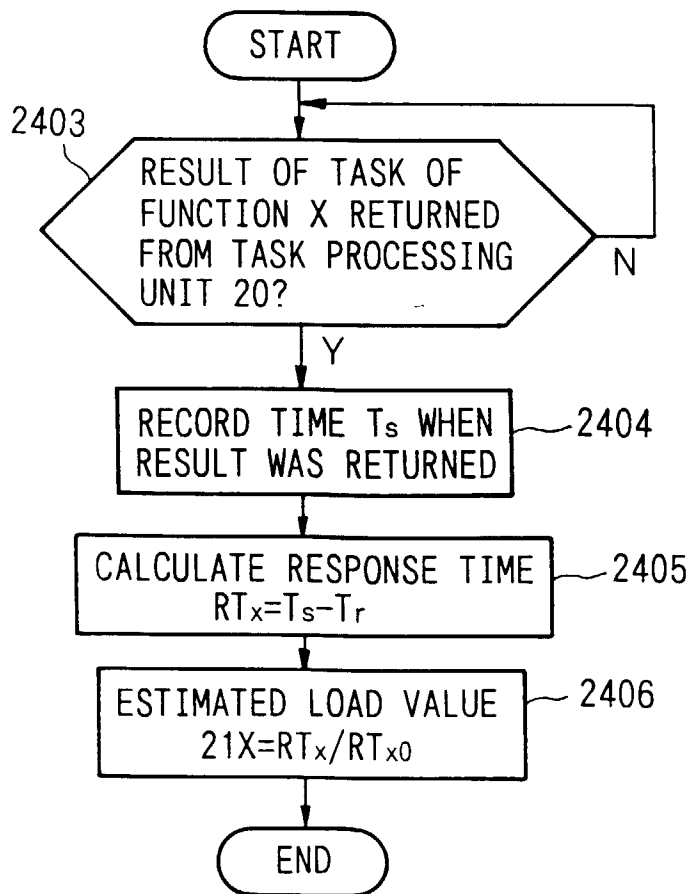 START
2403
RESULT OF TASK OF
FUNCTION X RETURNED
FROM TASK PROCESSING
UNIT 20?
N
Y
RECORD TIME Ts WHEN
RESULT WAS RETURNED
2404
CALCULATE RESPONSE TIME
RTx=Ts-Tr
2405
ESTIMATED LOAD VALUE
21X=RTx/RTx0
2406
END